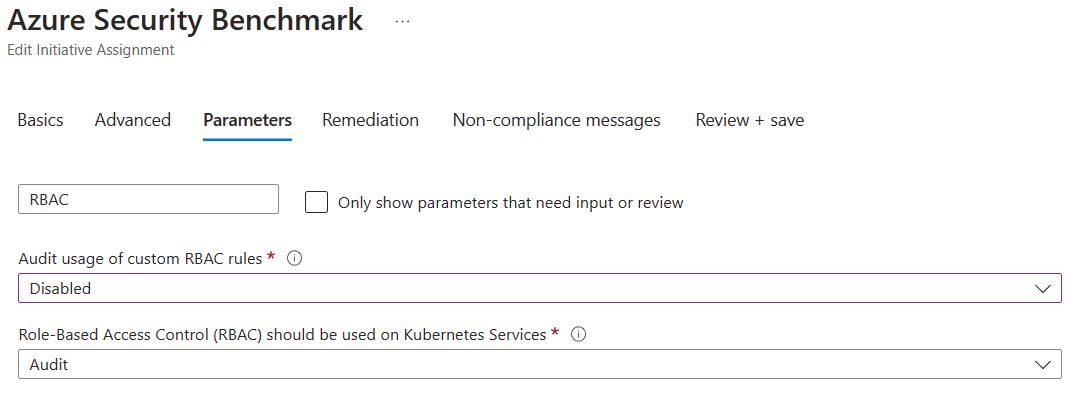 Azure Security Benchmark ...
Edit Initiative Assignment
Basics Advanced Parameters Remediation Non-compliance messages Review + save
RBAC Only show parameters that need input or review
Audit usage of custom RBAC rules *
Disabled
Role-Based Access Control (RBAC) should be used on Kubernetes Services *
Audit